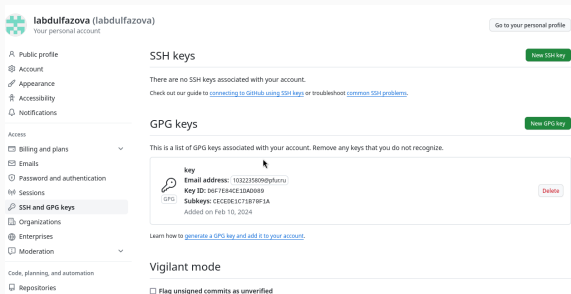 labdulfazova (labdulfazova)
Your personal account
Go to your personal profile
Public profile
Account
Appearance
Accessibility
Notifications
Access
Billing and plans
Emails
Password and authentication
Sessions
SSH and GPG keys
Organizations
Enterprises
Moderation
Code, planning, and automation
Repositories
SSH keys
New SSH key
There are no SSH keys associated with your account.
Check out our guide to connecting to GitHub using SSH keys or troubleshoot common SSH problems.
GPG keys
New GPG key
This is a list of GPG keys associated with your account. Remove any keys that you do not recognize.
GPG
key
Email address: 1032235809@pfur.ru
Key ID: D6F7E84CE1DAD089
Subkeys: CECEDE1C71B70F1A
Added on Feb 10, 2024
Delete
Learn how to generate a GPG key and add it to your account.
Vigilant mode
Flag unsigned commits as unverified